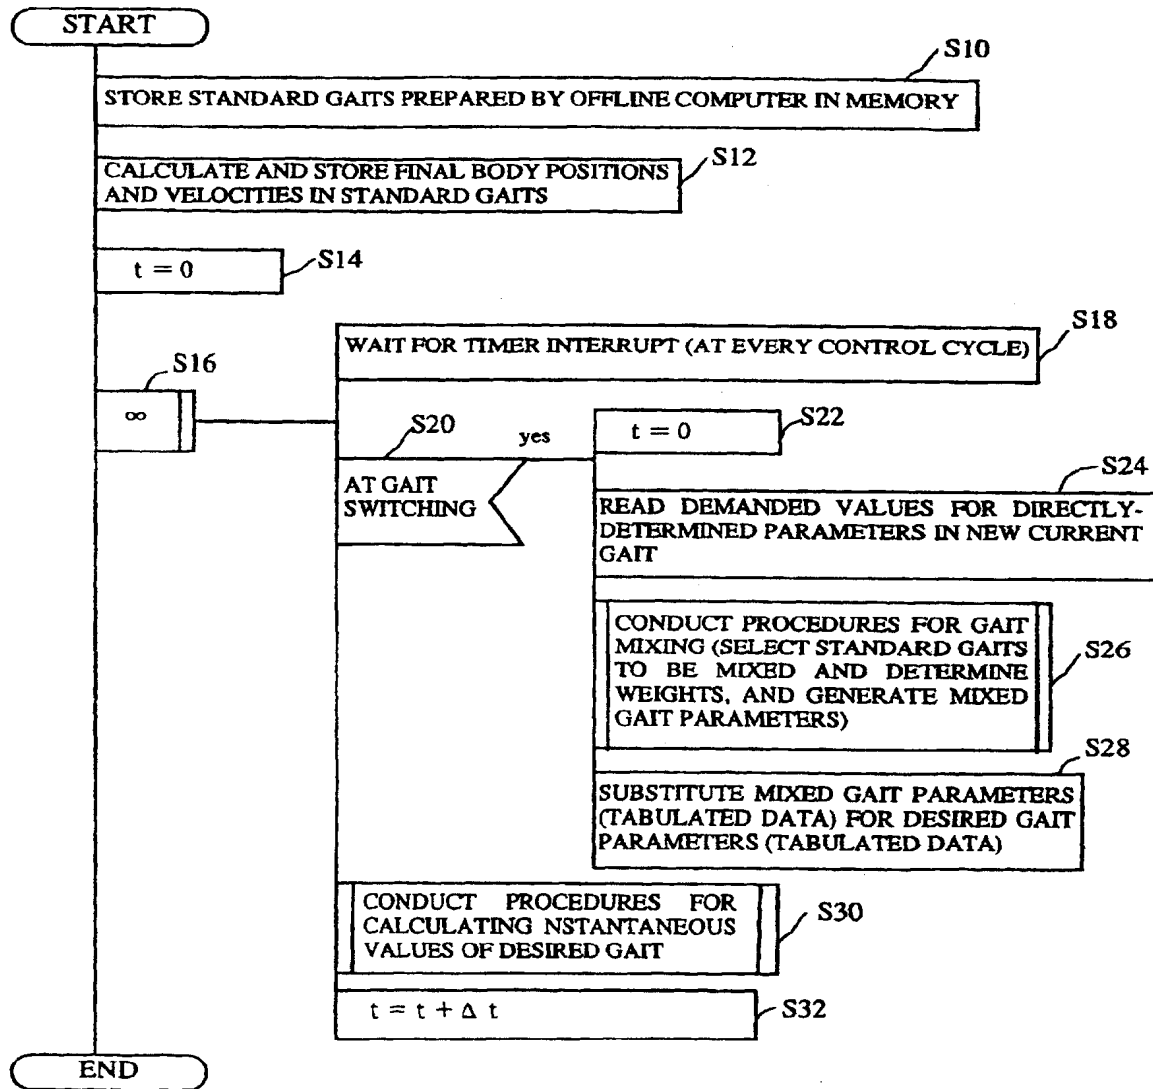 START
S10
STORE STANDARD GAITS PREPARED BY OFFLINE COMPUTER IN MEMORY
S12
CALCULATE AND STORE FINAL BODY POSITIONS
AND VELOCITIES IN STANDARD GAITS
S14
t = 0
S18
WAIT FOR TIMER INTERRUPT (AT EVERY CONTROL CYCLE)
S16
∞
S20
yes
AT GAIT
SWITCHING
S22
t = 0
S24
READ DEMANDED VALUES FOR DIRECTLY-
DETERMINED PARAMETERS IN NEW CURRENT
GAIT
S26
CONDUCT PROCEDURES FOR GAIT
MIXING (SELECT STANDARD GAITS
TO BE MIXED AND DETERMINE
WEIGHTS, AND GENERATE MIXED
GAIT PARAMETERS)
S28
SUBSTITUTE MIXED GAIT PARAMETERS
(TABULATED DATA) FOR DESIRED GAIT
PARAMETERS (TABULATED DATA)
S30
CONDUCT PROCEDURES FOR
CALCULATING NSTANTANEOUS
VALUES OF DESIRED GAIT
S32
t = t + Δ t
END